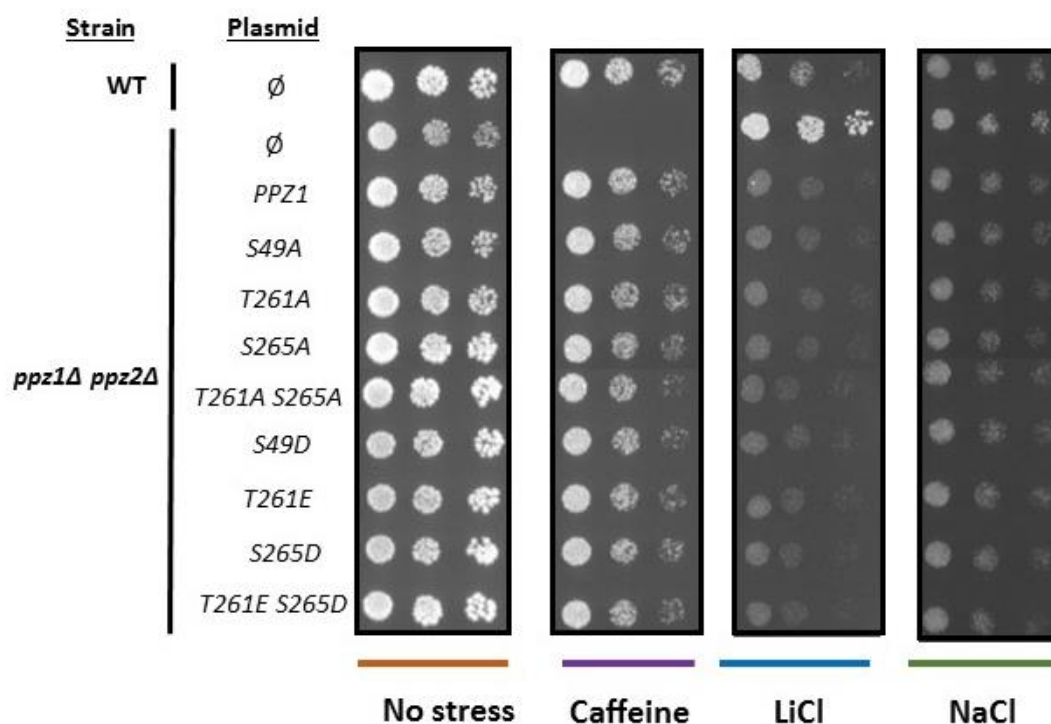 Strain Plasmid
WT Ø
Ø
PPZ1
S49A
T261A
S265A
ppz1Δ ppz2Δ
T261A S265A
S49D
T261E
S265D
T261E S265D
No stress Caffeine LiCl NaCl